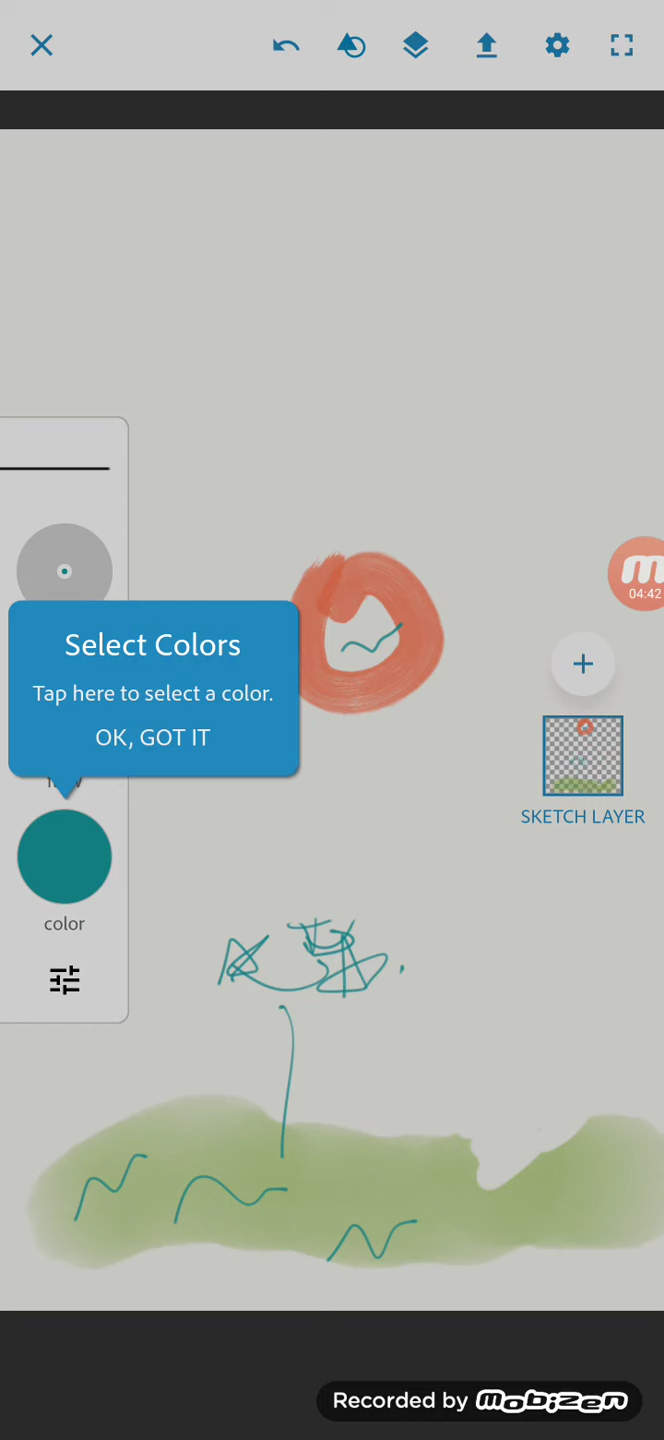 04:42
Select Colors
Tap here to select a color.
OK, GOT IT
SKETCH LAYER
color
Recorded by mobizen